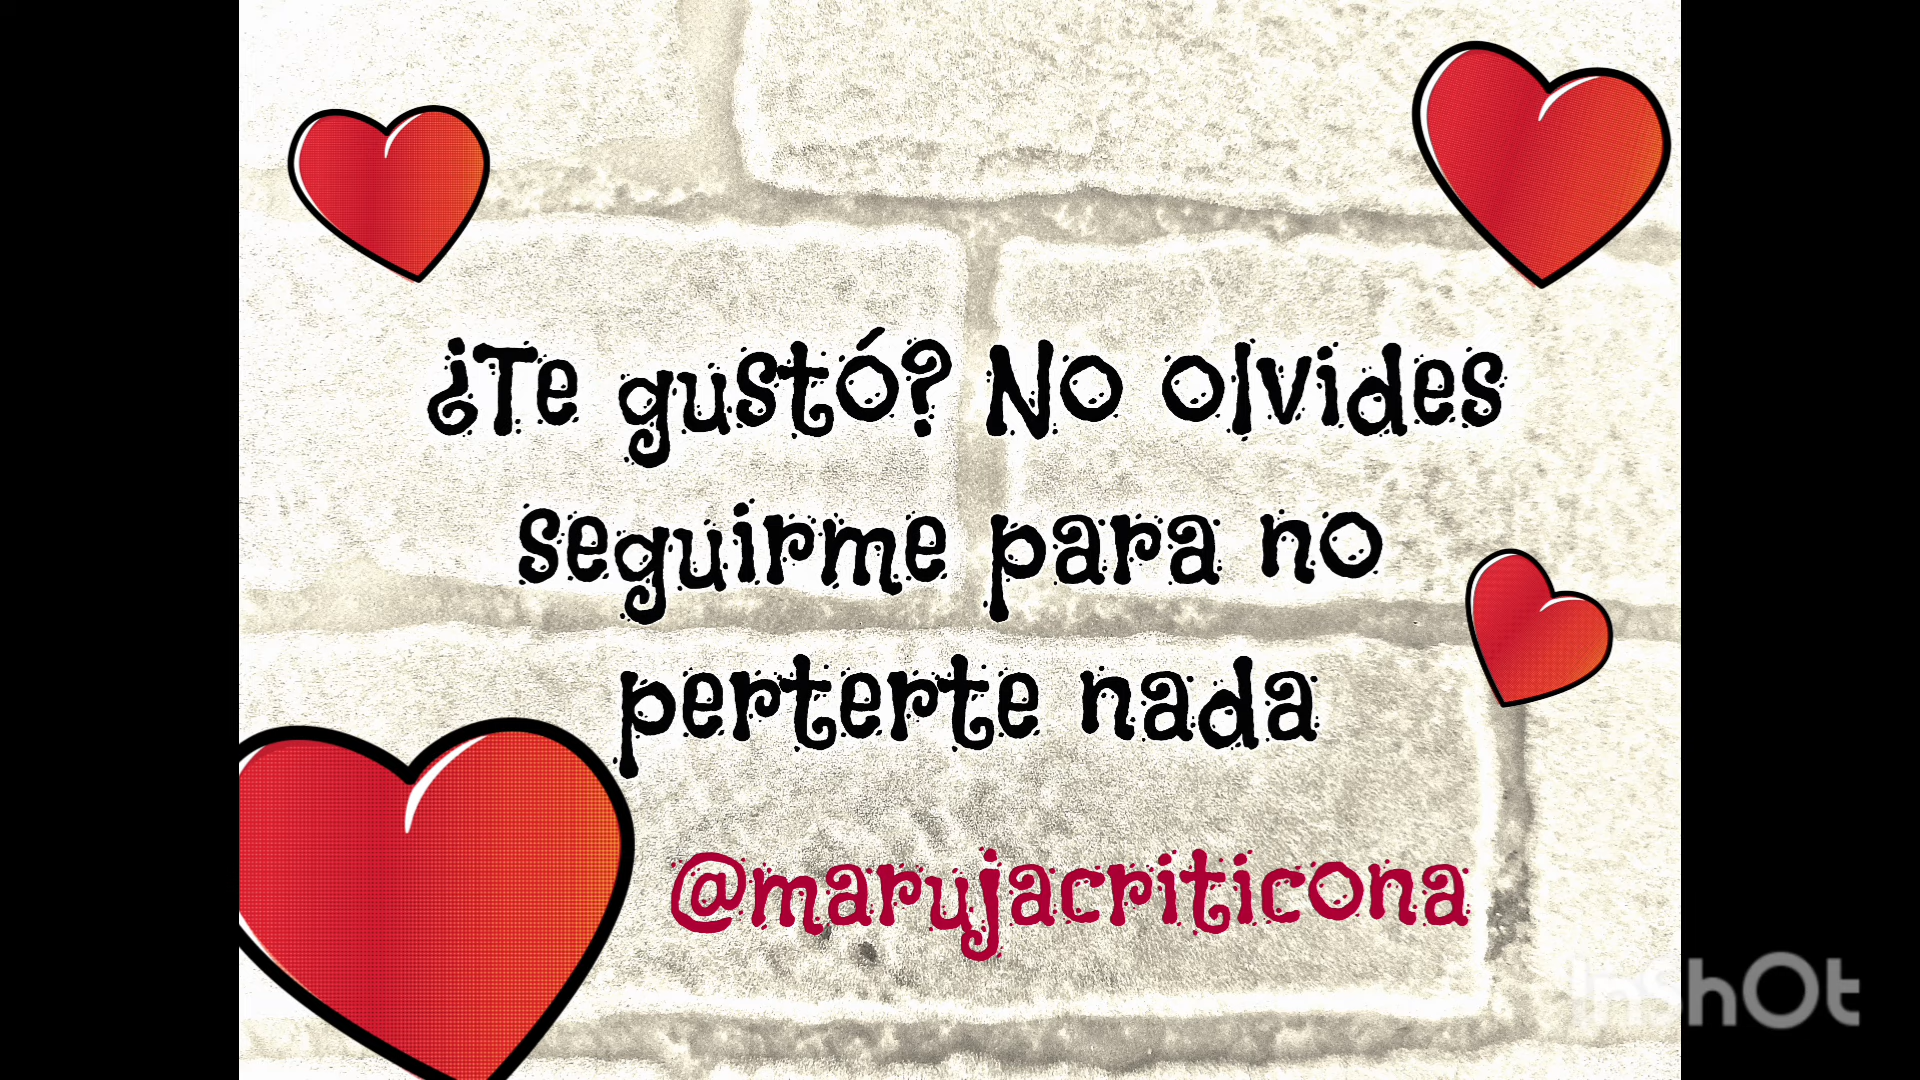 ¿Te gustó? No olvides
seguirme para no
perterte nada
@marujacriticona
InShOt